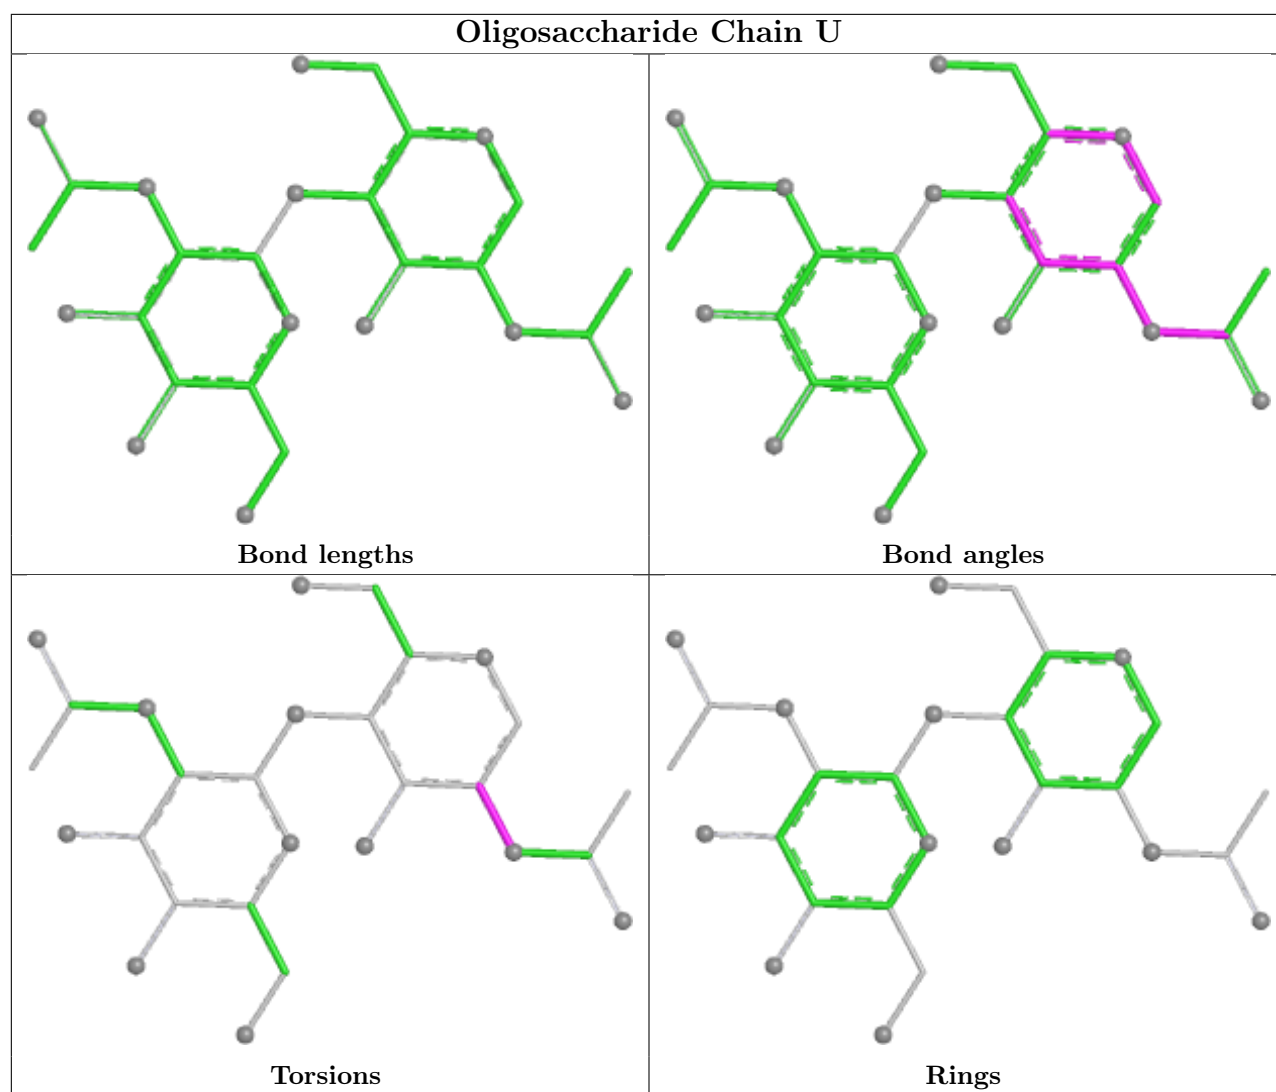 Oligosaccharide Chain U
Bond lengths
Bond angles
Torsions
Rings